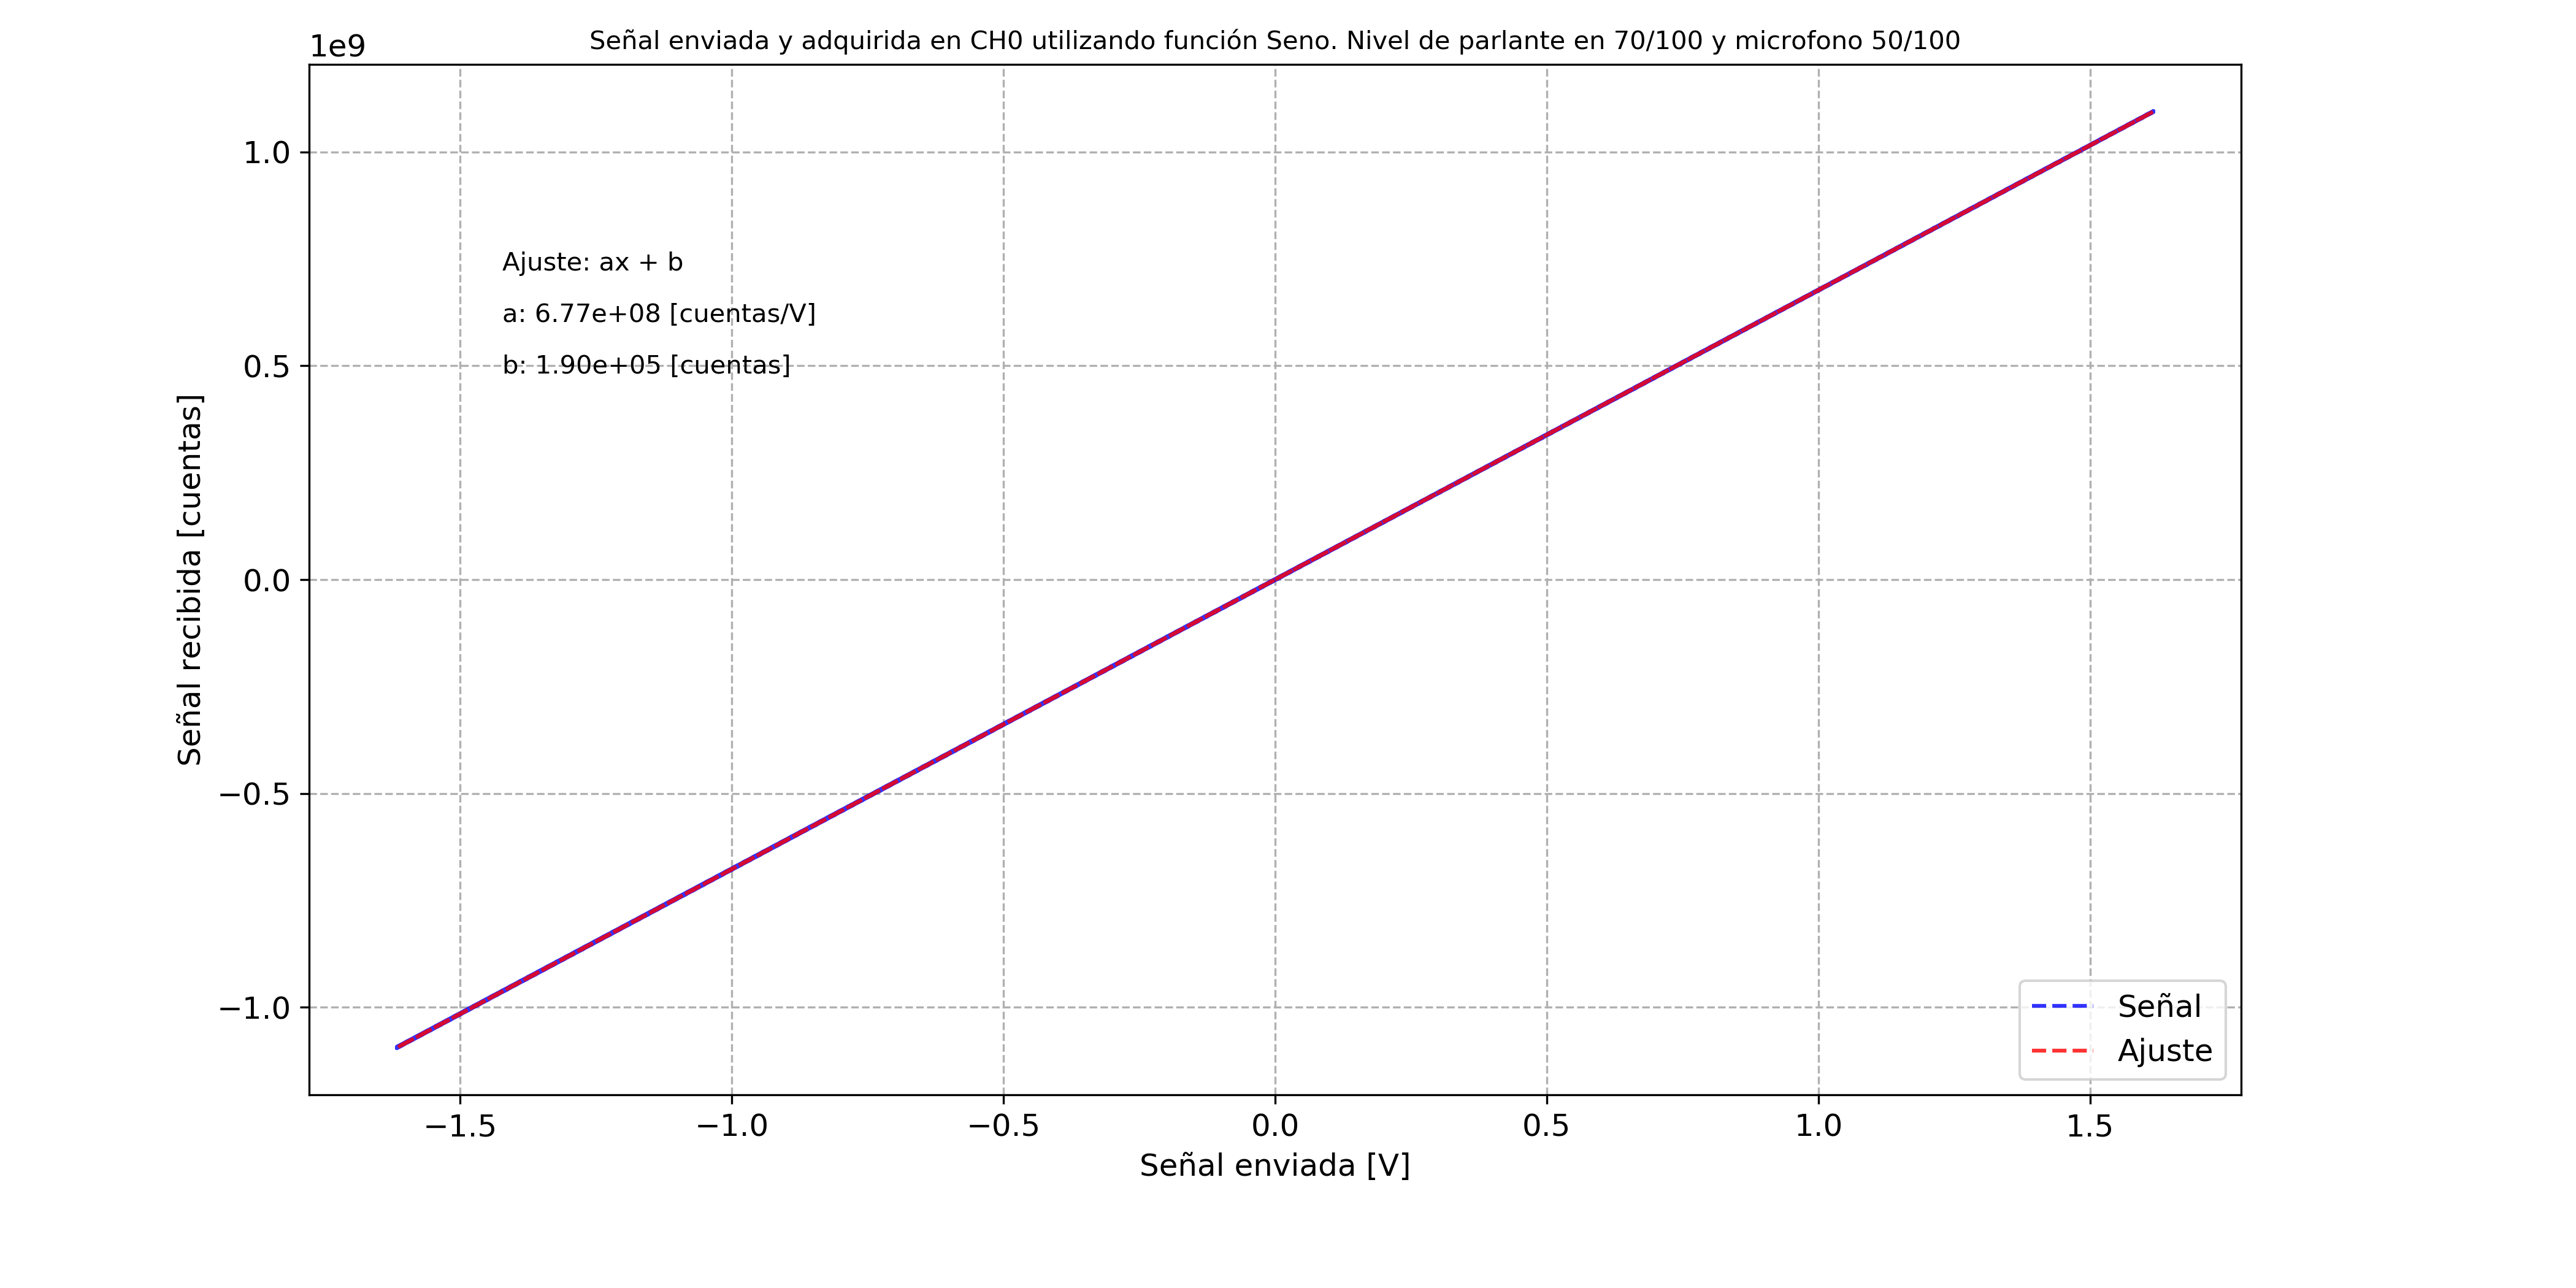 Señal enviada y adquirida en CH0 utilizando función Seno. Nivel de parlante en 70/100 y microfono 50/100
1e9
1.0
0.5
0.0
−0.5
−1.0
Señal recibida [cuentas]
Ajuste: ax + b
a: 6.77e+08 [cuentas/V]
b: 1.90e+05 [cuentas]
Señal
Ajuste
−1.5 −1.0 −0.5 0.0 0.5 1.0 1.5
Señal enviada [V]